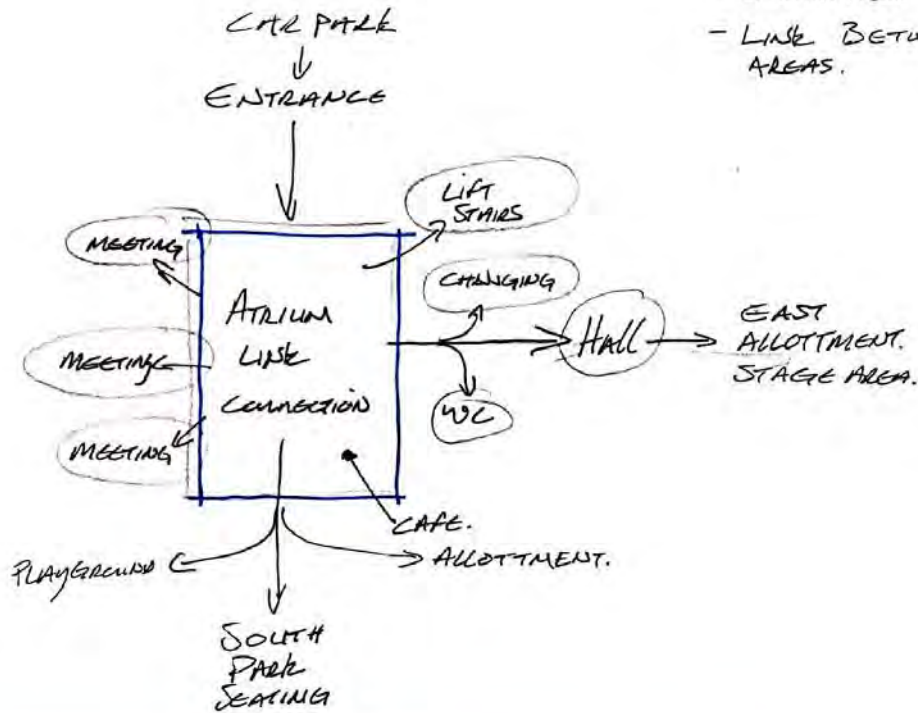 CAR PARK
- LINK BETW
AREAS.
ENTRANCE
LIFT
STAIRS
MEETING
CHANGING
ATRIUM
LINK
CONNECTION
MEETING
HALL
EAST
ALLOTTMENT.
STAGE AREA.
MEETING
WC
CAFE.
PLAYGROUND
ALLOTTMENT.
SOUTH
PARK
SEATING